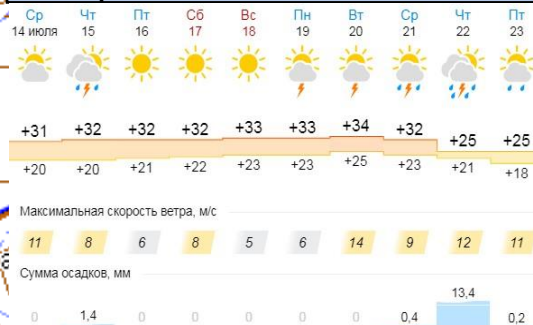 Ср Чт Пт Сб Вс Пн Вт Ср Чт Пт
14 июля 15 16 17 18 19 20 21 22 23
+31 +32 +32 +32 +33 +33 +34 +32 +25 +25
+20 +20 +21 +22 +23 +23 +25 +23 +21 +18
Максимальная скорость ветра, м/с
11 8 6 8 5 6 14 9 12 11
Сумма осадков, мм
13,4
0 1,4 0 0 0 0 0 0,4 0,2